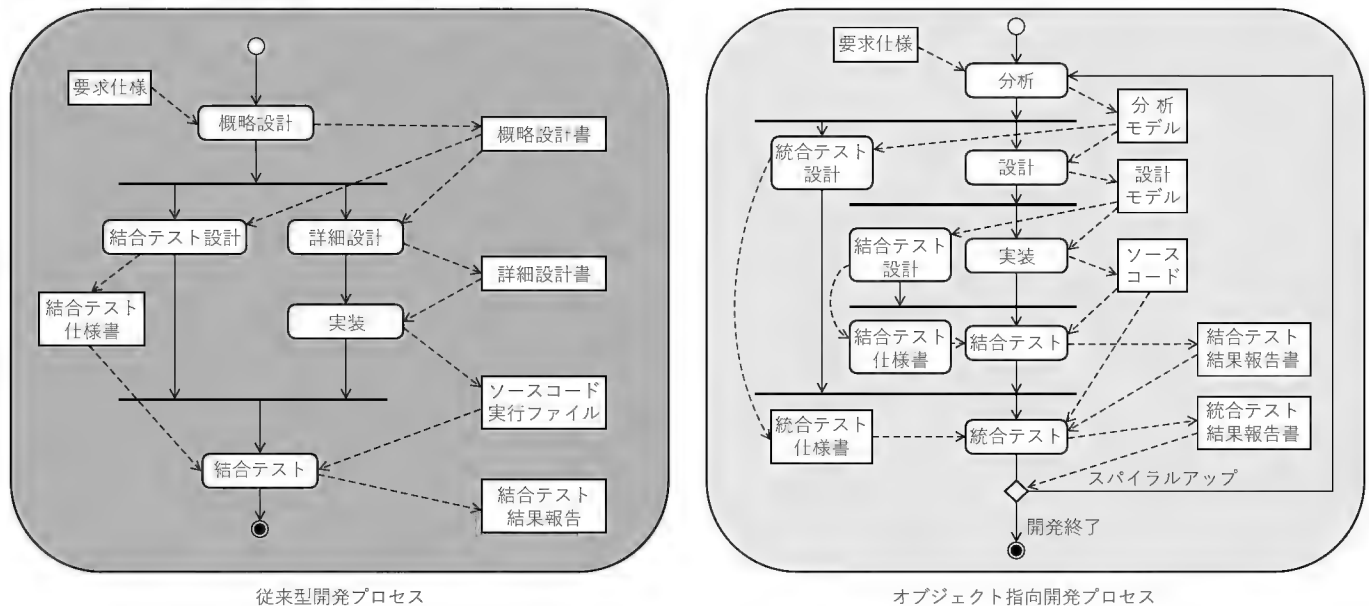 要求仕様
概略設計
概略設計書
結合テスト設計
詳細設計
詳細設計書
結合テスト
仕様書
実装
ソースコード
実行ファイル
結合テスト
結合テスト
結果報告
従来型開発プロセス
要求仕様
分析
分析
モデル
統合テスト
設計
設計
設計
モデル
結合テスト
設計
実装
ソース
コード
結合テスト
仕様書
結合テスト
結合テスト
結果報告書
統合テスト
仕様書
統合テスト
統合テスト
結果報告書
スパイラルアップ
開発終了
オブジェクト指向開発プロセス